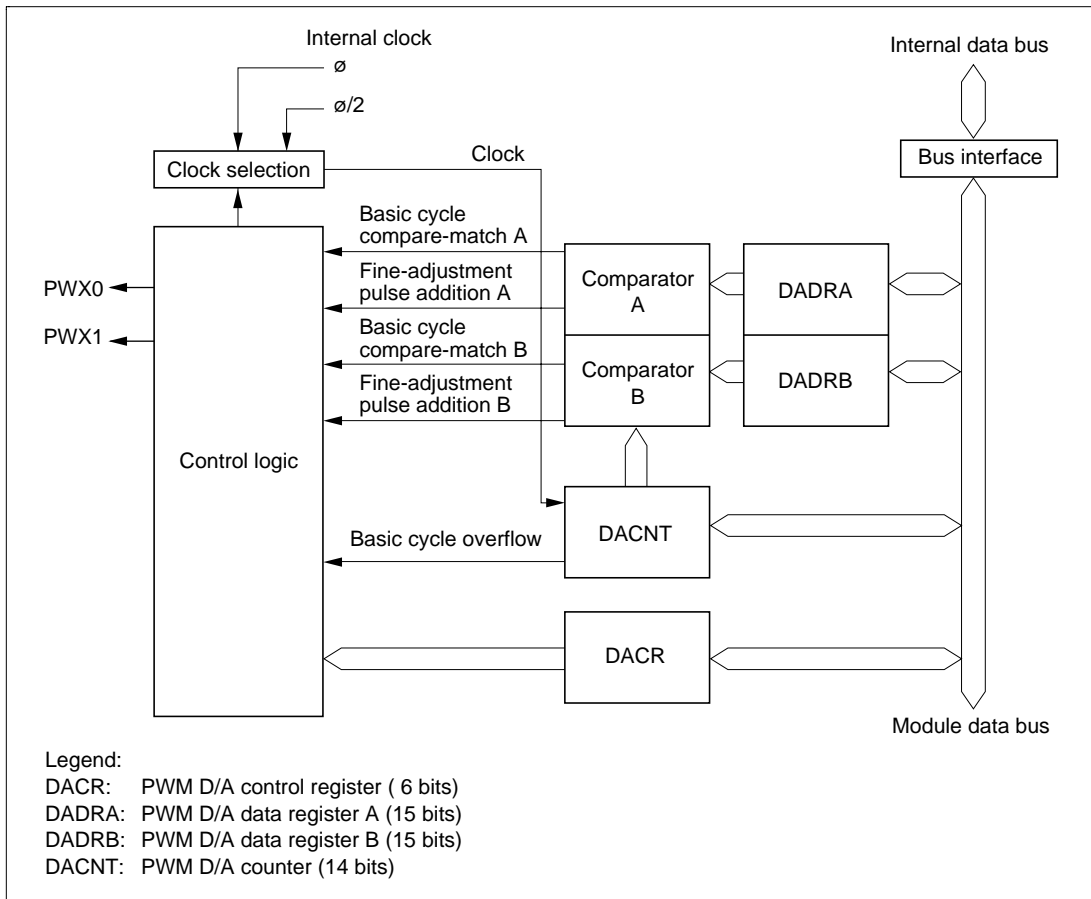 Internal clock
ø
ø/2
Internal data bus
Clock selection
Clock
Bus interface
Basic cycle
compare-match A
Fine-adjustment
pulse addition A
Basic cycle
compare-match B
Fine-adjustment
pulse addition B
PWX0
PWX1
Comparator
A
DADRA
Comparator
B
DADRB
Control logic
Basic cycle overflow
DACNT
DACR
Module data bus
Legend:
DACR: PWM D/A control register ( 6 bits)
DADRA: PWM D/A data register A (15 bits)
DADRB: PWM D/A data register B (15 bits)
DACNT: PWM D/A counter (14 bits)